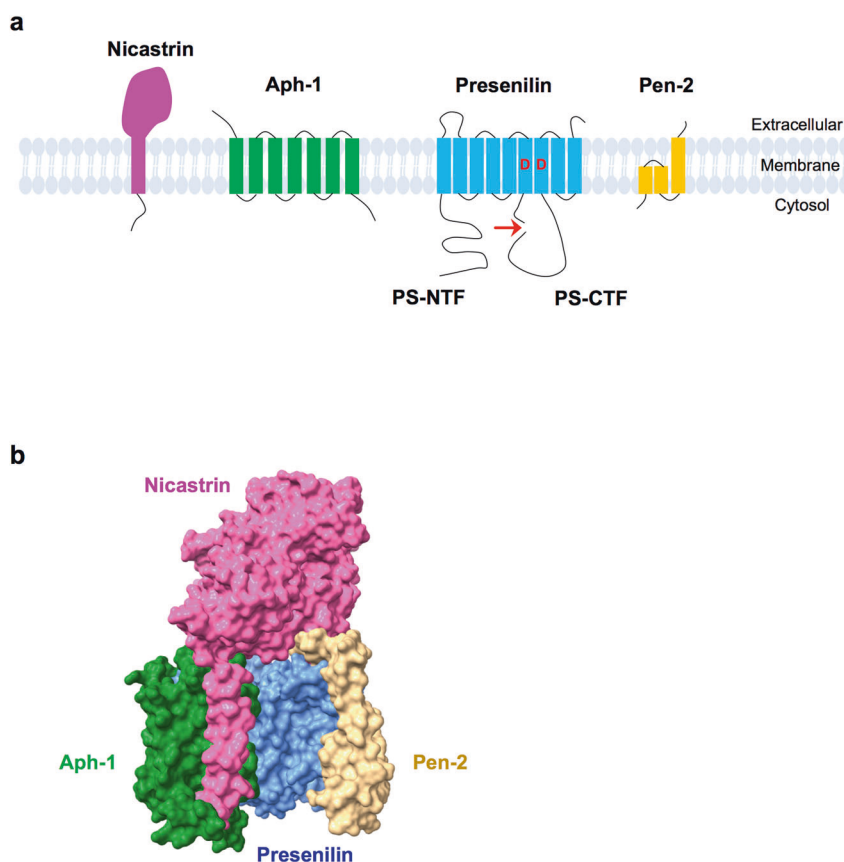 a
Nicastrin
Aph-1
Presenilin
Pen-2
Extracellular
Membrane
Cytosol
D D
PS-NTF
PS-CTF
b
Nicastrin
Aph-1
Pen-2
Presenilin